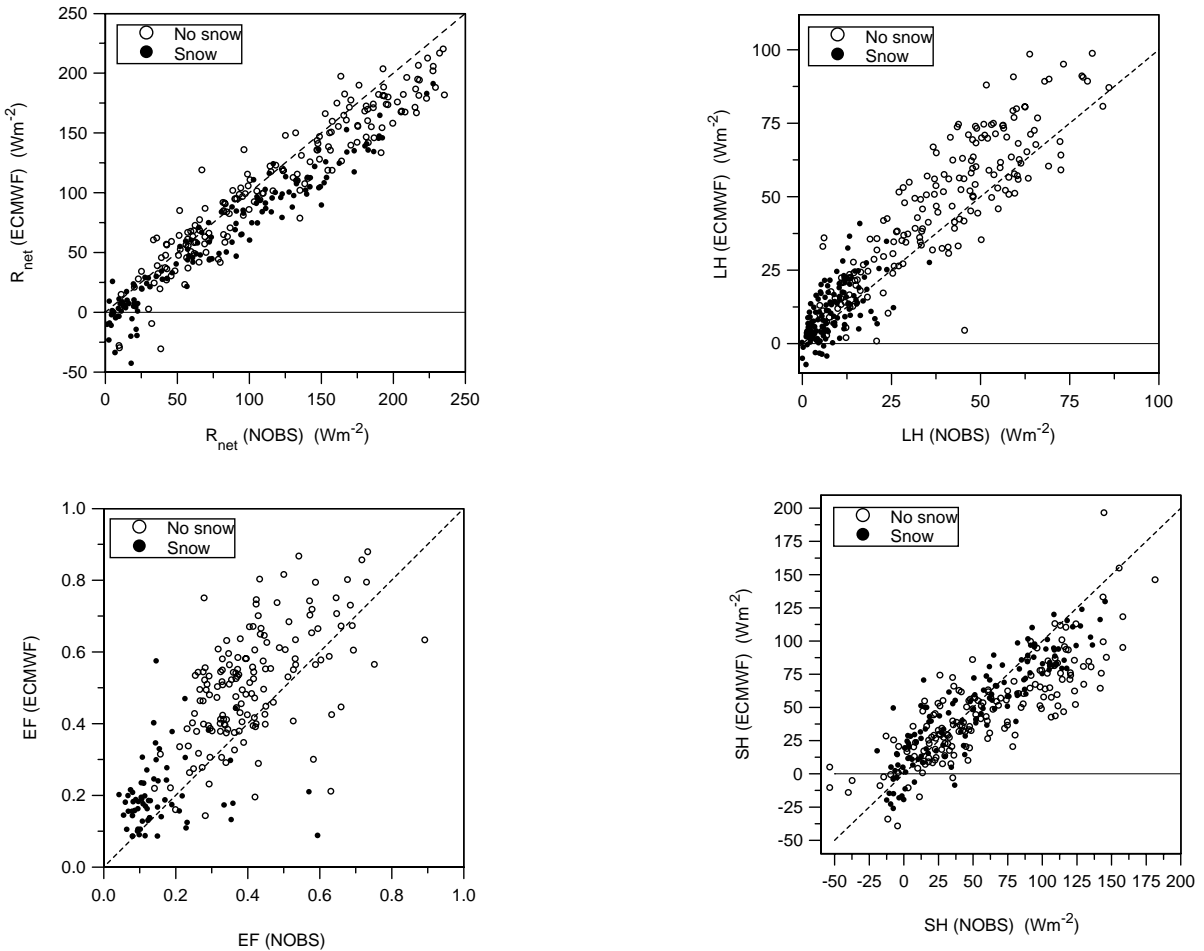 250
200
150
100
50
0
-50
R_net (ECMWF) (Wm^-2)
No snow
Snow
0 50 100 150 200 250
R_net (NOBS) (Wm^-2)
100
75
50
25
0
LH (ECMWF) (Wm^-2)
No snow
Snow
0 25 50 75 100
LH (NOBS) (Wm^-2)
1.0
0.8
0.6
0.4
0.2
0.0
EF (ECMWF)
No snow
Snow
0.0 0.2 0.4 0.6 0.8 1.0
EF (NOBS)
200
175
150
125
100
75
50
25
0
-25
-50
SH (ECMWF) (Wm^-2)
No snow
Snow
-50 -25 0 25 50 75 100 125 150 175 200
SH (NOBS) (Wm^-2)